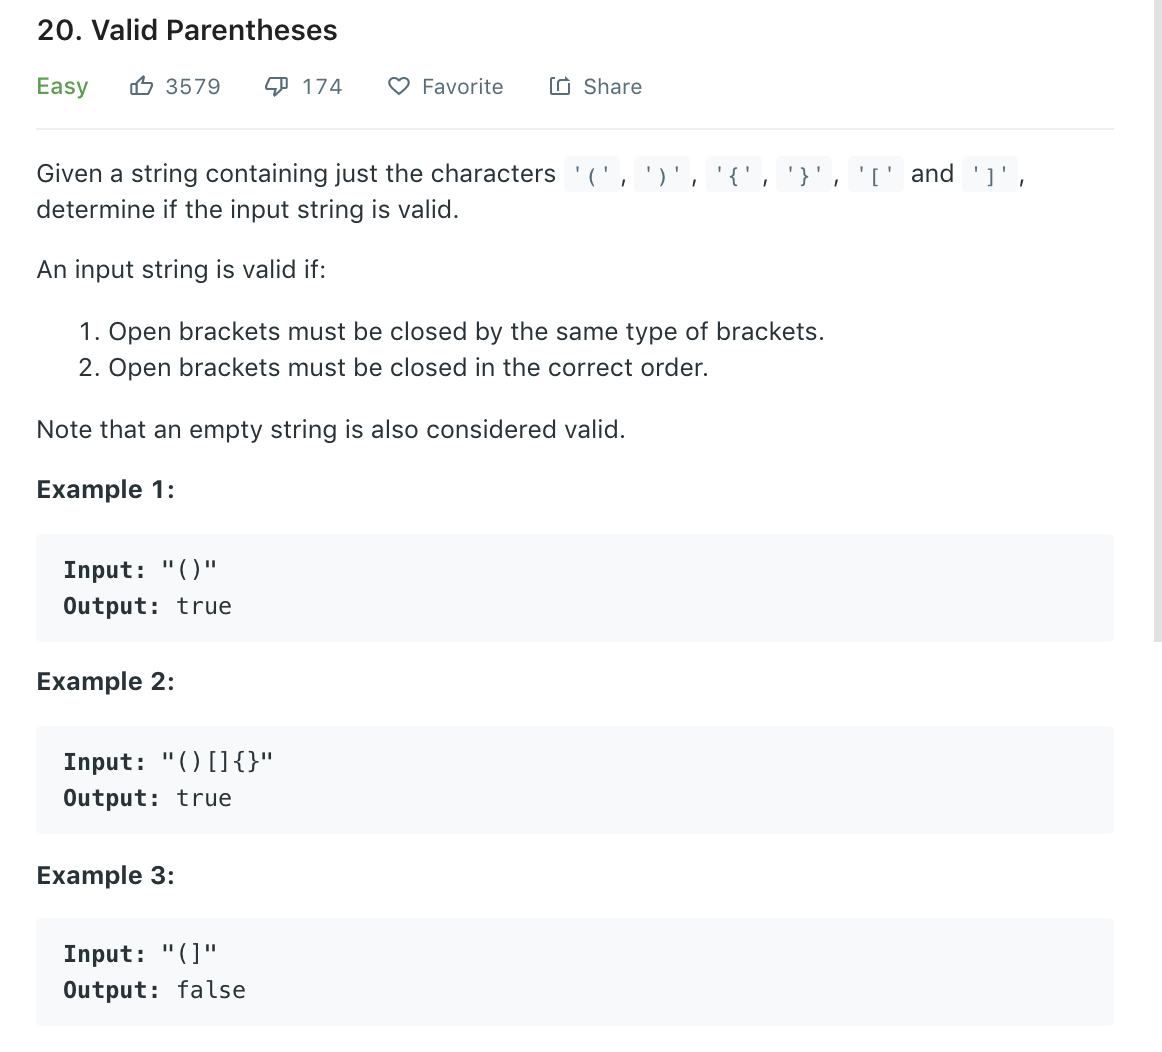 20. Valid Parentheses
Easy 3579 174 Favorite Share
Given a string containing just the characters '(', ')', '{', '}', '[' and ']',
determine if the input string is valid.
An input string is valid if:
1. Open brackets must be closed by the same type of brackets.
2. Open brackets must be closed in the correct order.
Note that an empty string is also considered valid.
Example 1:
Input: "()"
Output: true
Example 2:
Input: "()[]{}"
Output: true
Example 3:
Input: "(]"
Output: false